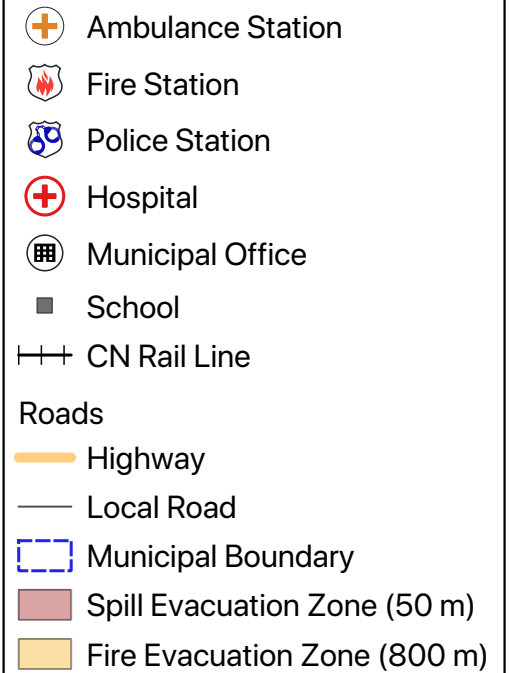 Ambulance Station
Fire Station
Police Station
Hospital
Municipal Office
School
CN Rail Line
Roads
Highway
Local Road
Municipal Boundary
Spill Evacuation Zone (50 m)
Fire Evacuation Zone (800 m)